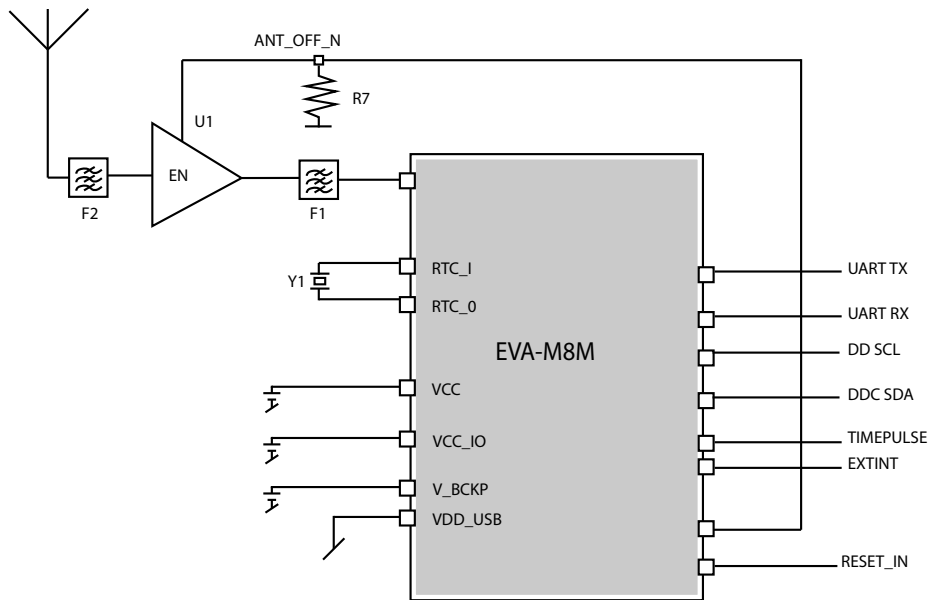 ANT_OFF_N
R7
U1
EN
F2
F1
RTC_I
Y1
RTC_0
EVA-M8M
VCC
VCC_IO
V_BCKP
VDD_USB
UART TX
UART RX
DD SCL
DDC SDA
TIMEPULSE
EXTINT
RESET_IN